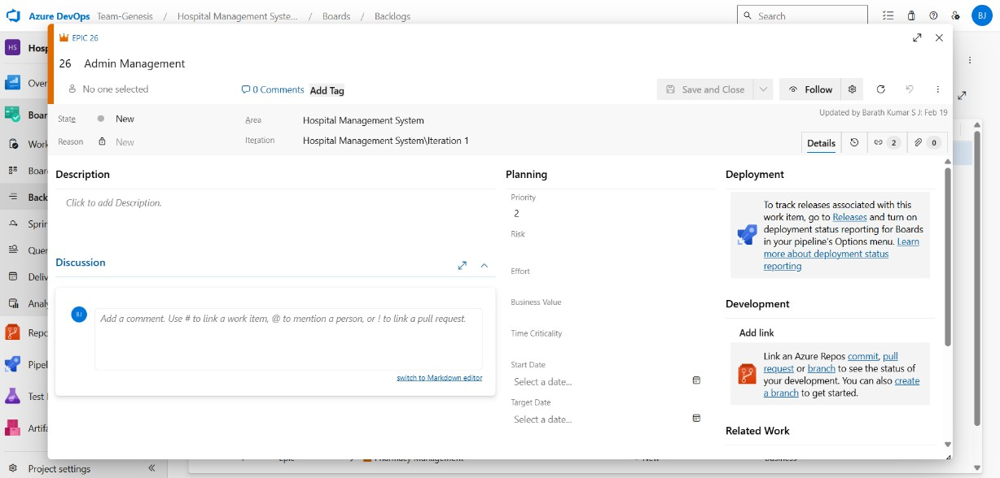 Azure DevOps Team-Genesis / Hospital Management Syste... / Boards / Backlogs
Search
BJ
HS Hosp
Over
Boar
Work
Boar
Back
Sprin
Quer
Deliv
Analy
Repo
Pipel
Test
Artifa
Project settings
EPIC 26
26 Admin Management
No one selected
0 Comments
Add Tag
Save and Close
Follow
State New
Reason New
Area Hospital Management System
Iteration Hospital Management System\Iteration 1
Updated by Barath Kumar S J: Feb 19
Details
2
0
Description
Click to add Description.
Discussion
BJ
Add a comment. Use # to link a work item, @ to mention a person, or ! to link a pull request.
switch to Markdown editor
Planning
Priority
2
Risk
Effort
Business Value
Time Criticality
Start Date
Select a date...
Target Date
Select a date...
Deployment
To track releases associated with this
work item, go to Releases and turn on
deployment status reporting for Boards
in your pipeline's Options menu. Learn
more about deployment status
reporting
Development
Add link
Link an Azure Repos commit, pull
request or branch to see the status of
your development. You can also create
a branch to get started.
Related Work
Epic Pharmacy Management New Business